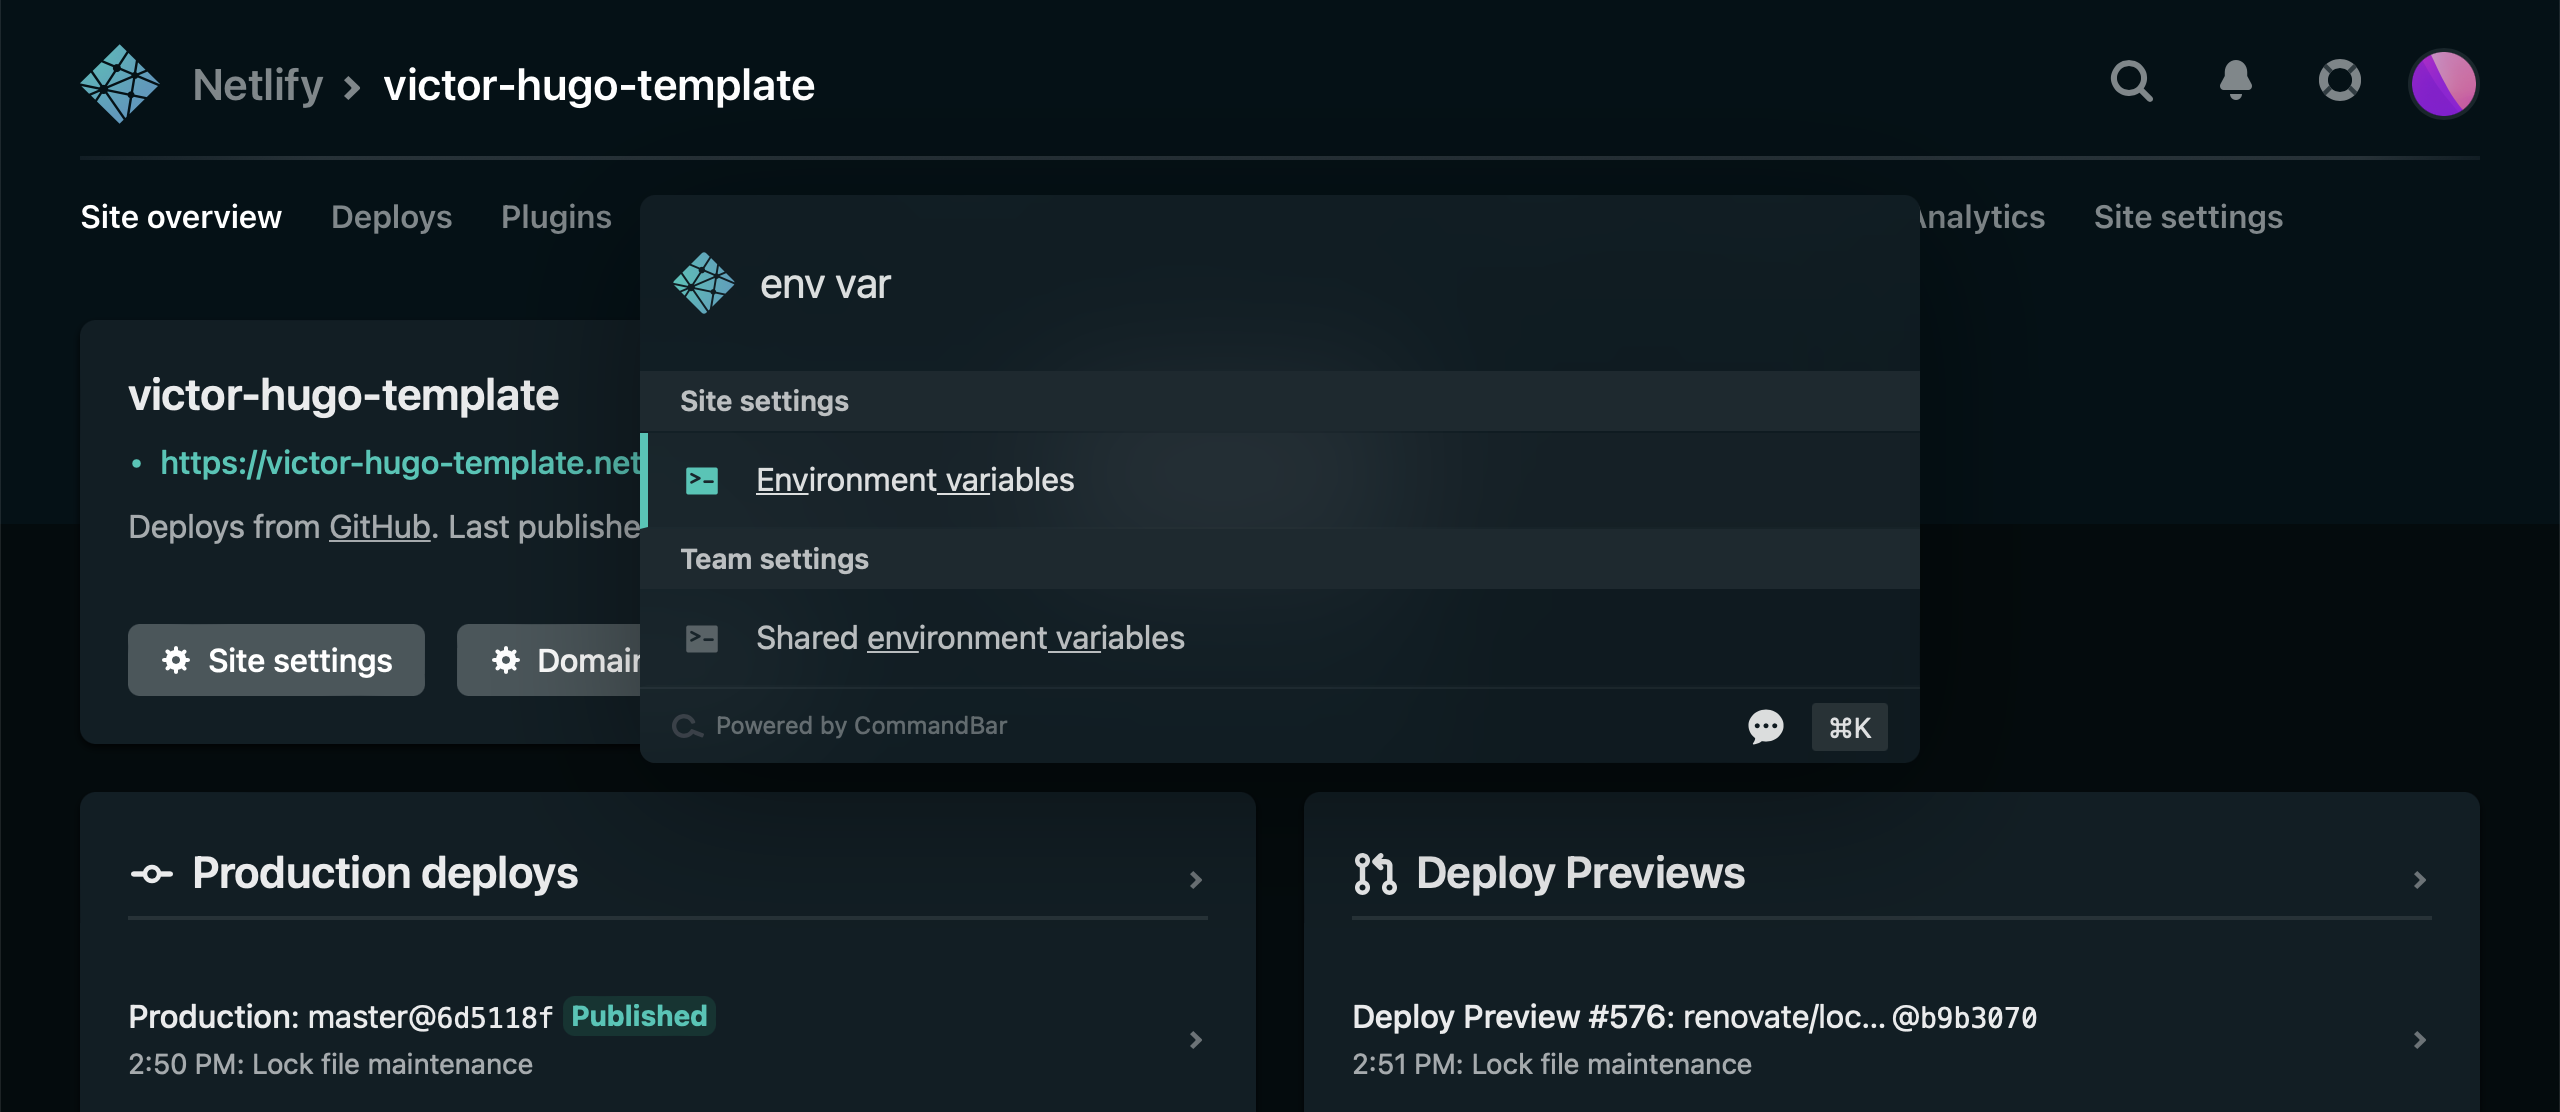 Netlify › victor-hugo-template
Site overview Deploys Plugins Analytics Site settings
env var
Site settings
Environment variables
Team settings
Shared environment variables
Powered by CommandBar ⌘K
victor-hugo-template
• https://victor-hugo-template.net
Deploys from GitHub. Last publishe
Site settings Domain
Production deploys
Production: master@6d5118f Published
2:50 PM: Lock file maintenance
Deploy Previews
Deploy Preview #576: renovate/loc... @b9b3070
2:51 PM: Lock file maintenance